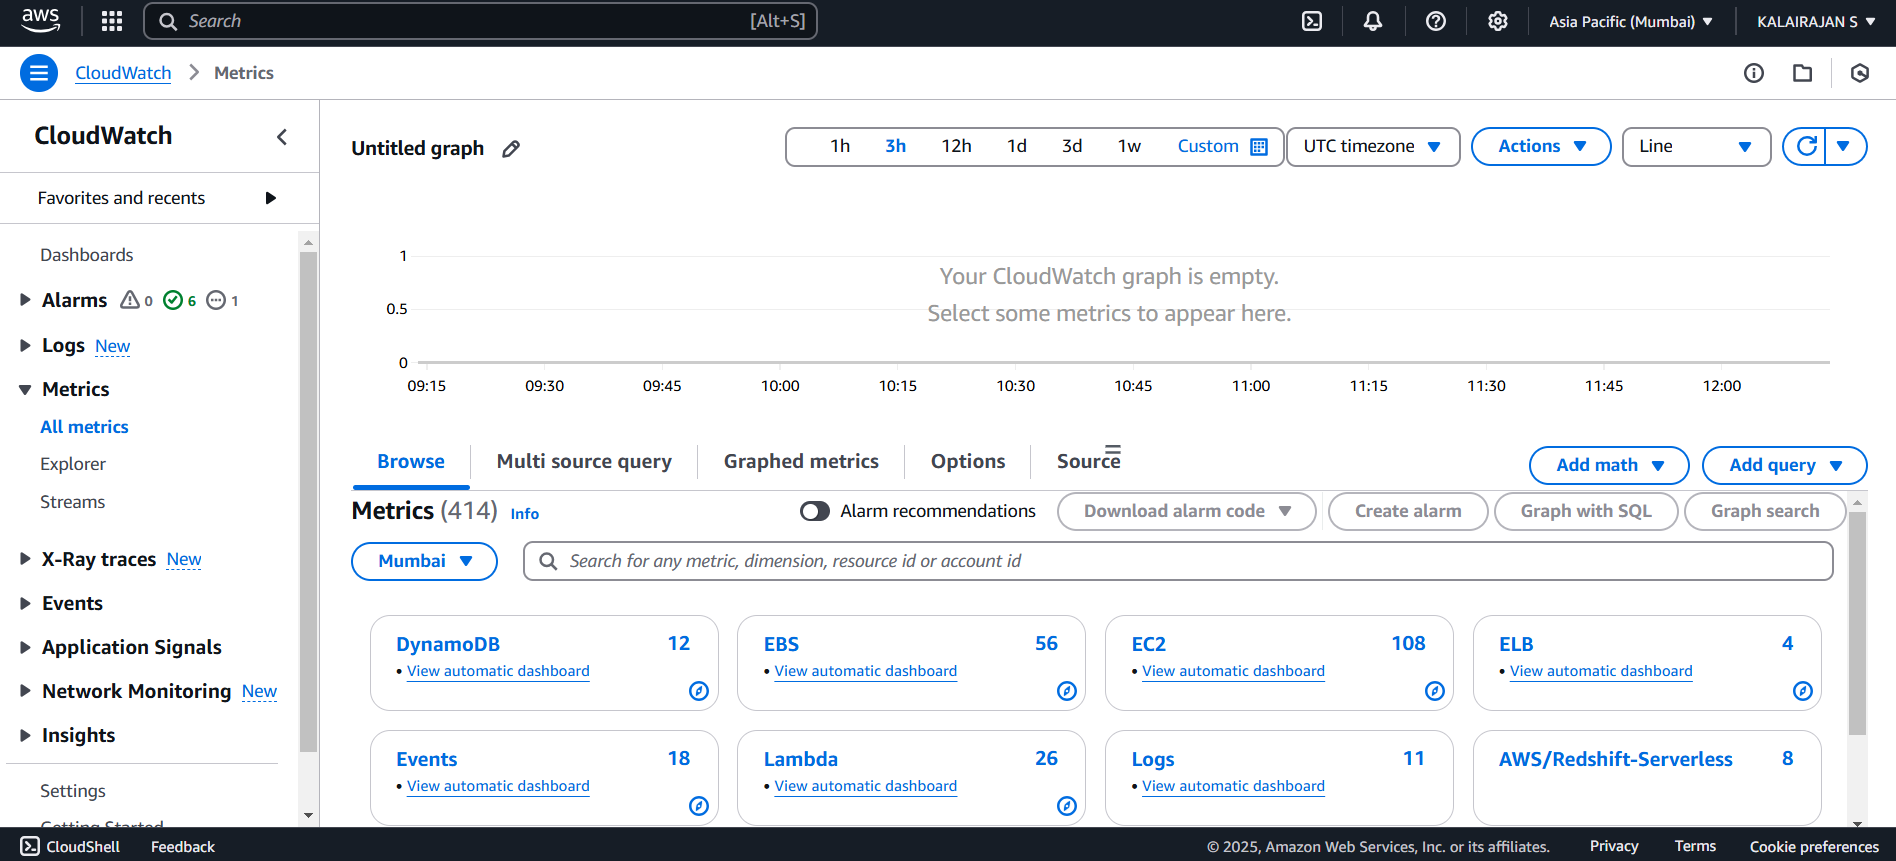 aws Search [Alt+S] Asia Pacific (Mumbai) KALAIRAJAN S
CloudWatch Metrics
CloudWatch
Favorites and recents
Dashboards
Alarms 0 6 1
Logs New
Metrics
All metrics
Explorer
Streams
X-Ray traces New
Events
Application Signals
Network Monitoring New
Insights
Settings
Getting Started
Untitled graph 1h 3h 12h 1d 3d 1w Custom UTC timezone Actions Line
1
0.5
0
Your CloudWatch graph is empty.
Select some metrics to appear here.
09:15 09:30 09:45 10:00 10:15 10:30 10:45 11:00 11:15 11:30 11:45 12:00
Browse Multi source query Graphed metrics Options Source Add math Add query
Metrics (414) Info Alarm recommendations Download alarm code Create alarm Graph with SQL Graph search
Mumbai Search for any metric, dimension, resource id or account id
DynamoDB 12
• View automatic dashboard
EBS 56
• View automatic dashboard
EC2 108
• View automatic dashboard
ELB 4
• View automatic dashboard
Events 18
• View automatic dashboard
Lambda 26
• View automatic dashboard
Logs 11
• View automatic dashboard
AWS/Redshift-Serverless 8
CloudShell Feedback © 2025, Amazon Web Services, Inc. or its affiliates. Privacy Terms Cookie preferences